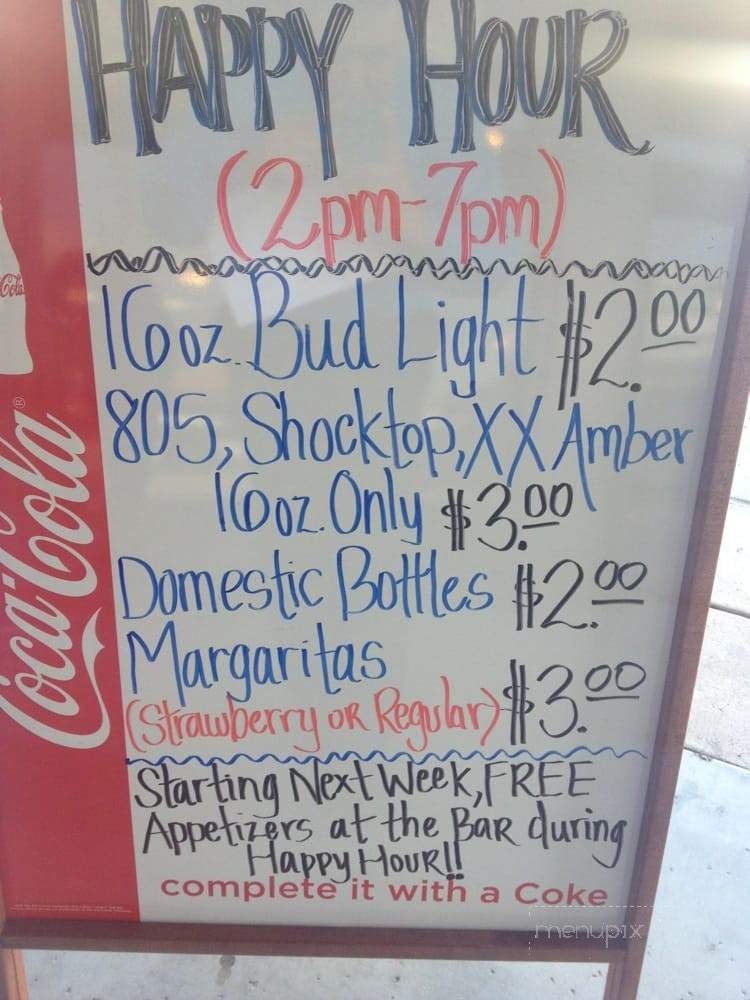 HAPPY HOUR
(2pm-7pm)
16oz. Bud Light $2.00
805, Shocktop, XX Amber
16oz. Only $3.00
Domestic Bottles $2.00
Margaritas
(Strawberry OR Regular) $3.00
Starting Next Week, FREE
Appetizers at the BAR during
Happy Hour!!
complete it with a Coke
Coca-Cola®
Cola
menupix